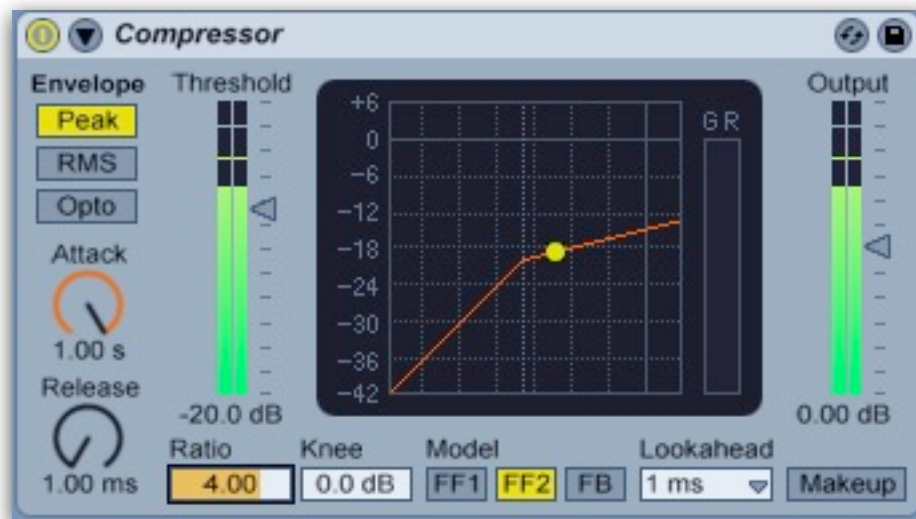 Compressor
Envelope Threshold Output
Peak
RMS
Opto
Attack
1.00 s
Release
1.00 ms
-20.0 dB
+6
0
-6
-12
-18
-24
-30
-36
-42
GR
0.00 dB
Ratio Knee Model Lookahead
4.00 0.0 dB FF1 FF2 FB 1 ms Makeup